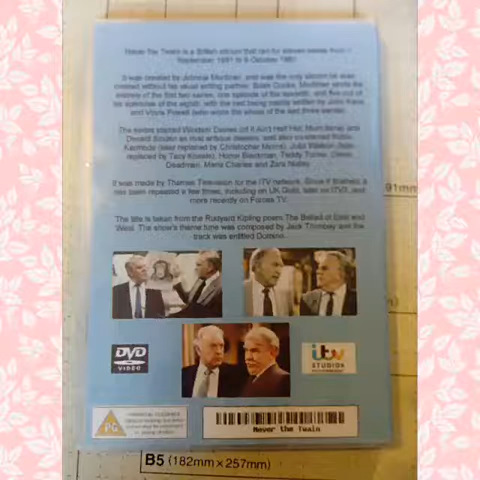 Never the Twain is a British sitcom that ran for eleven series from 7
September 1981 to 9 October 1991.
It was created by Johnnie Mortimer, and was the only sitcom he
created without his usual writing partner, Brian Cooke. Mortimer wrote the
entirety of the first two series, one episode of the seventh, and five out of
six episodes of the eighth, with the rest being mainly written by John Kane
and Vince Powell (who wrote the whole of the last three series).
The series starred Windsor Davies (of It Ain't Half Hot, Mum fame) and
Donald Sinden as rival antique dealers, and also co-starred Robin
Kermode (later replaced by Christopher Morris), Julia Watson (later
replaced by Tacy Kneale), Honor Blackman, Teddy Turner, Derek
Deadman, Maria Charles and Zara Nutley.
It was made by Thames Television for the ITV network. Since it finished, it
has been repeated a few times, including on UK Gold, later on ITV3, and
more recently on Forces TV.
The title is taken from the Rudyard Kipling poem The Ballad of East and
West. The show's theme tune was composed by Jack Trombey and the
track was entitled Domino.
DVD
VIDEO
itv
STUDIOS
PG
PARENTAL GUIDANCE
Never the Twain
91mm
B5 (182mm×257mm)